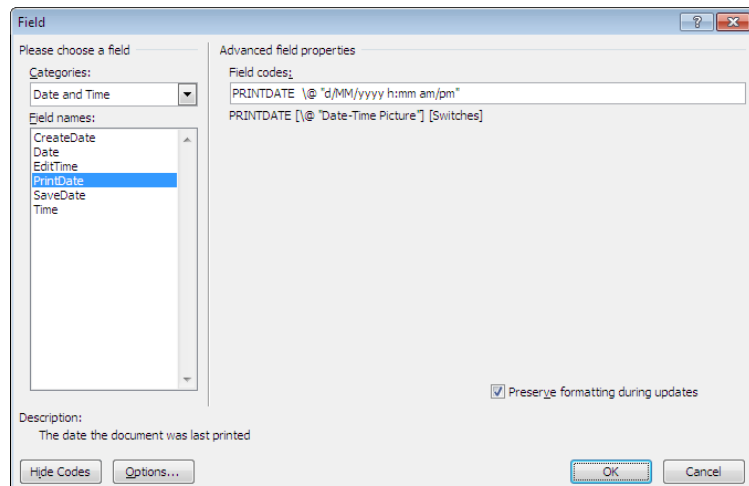 Field
Please choose a field
Categories:
Date and Time
Field names:
CreateDate
Date
EditTime
PrintDate
SaveDate
Time
Advanced field properties
Field codes:
PRINTDATE  \@ "d/MM/yyyy h:mm am/pm"
PRINTDATE [\@ "Date-Time Picture"] [Switches]
Preserve formatting during updates
Description:
The date the document was last printed
Hide Codes
Options...
OK
Cancel